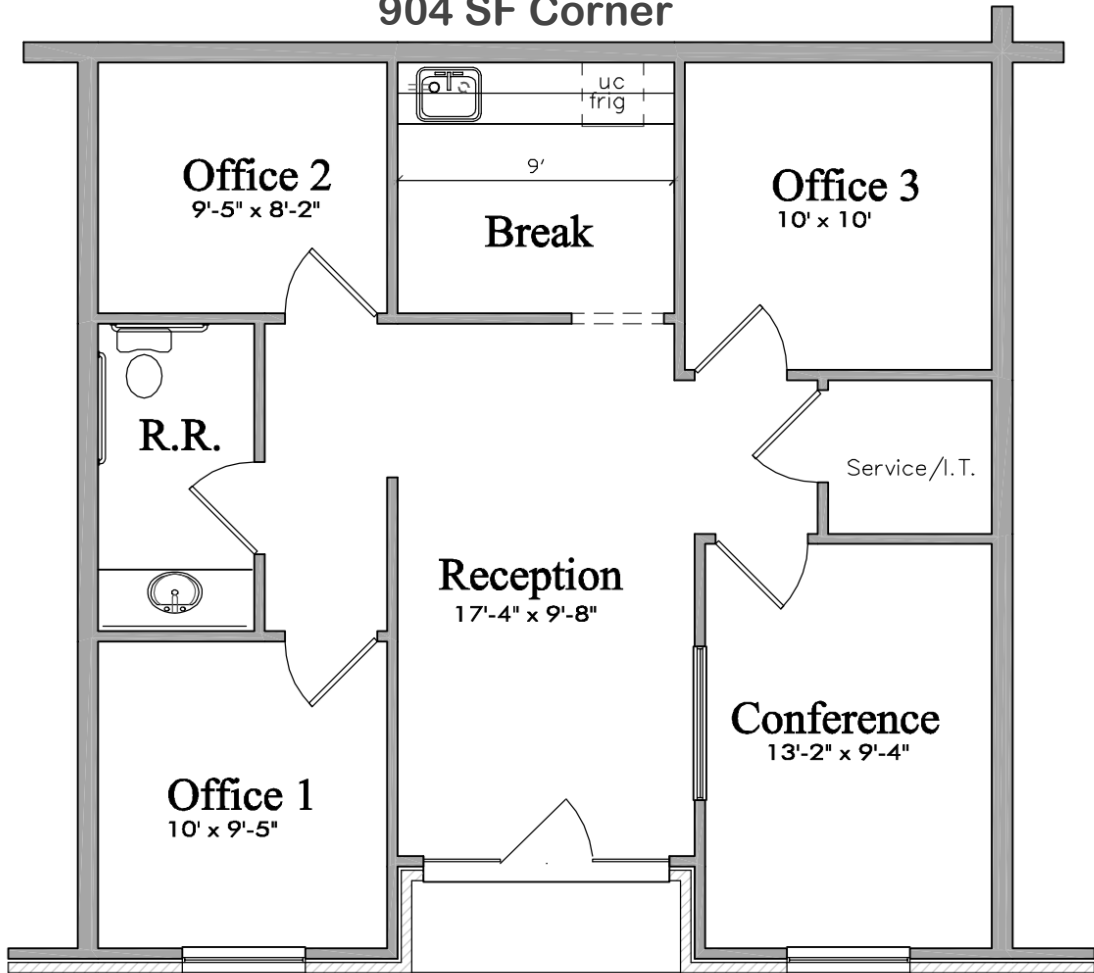 904 SF Corner
uc
frig
Office 2
9'-5" x 8'-2"
9'
Office 3
10' x 10'
Break
R.R.
Service/I.T.
Reception
17'-4" x 9'-8"
Conference
13'-2" x 9'-4"
Office 1
10' x 9'-5"